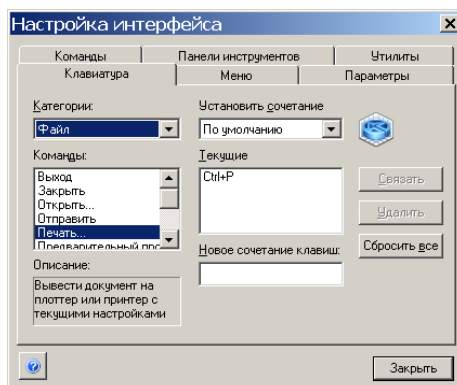 Настройка интерфейса
Команды Панели инструментов Утилиты
Клавиатура Меню Параметры
Категории: Установить сочетание
Файл По умолчанию
Команды: Текущие
Выход Ctrl+P
Закрыть
Открыть... Связать
Отправить
Печать... Удалить
Предварительный
Новое сочетание клавиш: Сбросить все
Описание:
Вывести документ на
плоттер или принтер с
текущими настройками
Закрыть